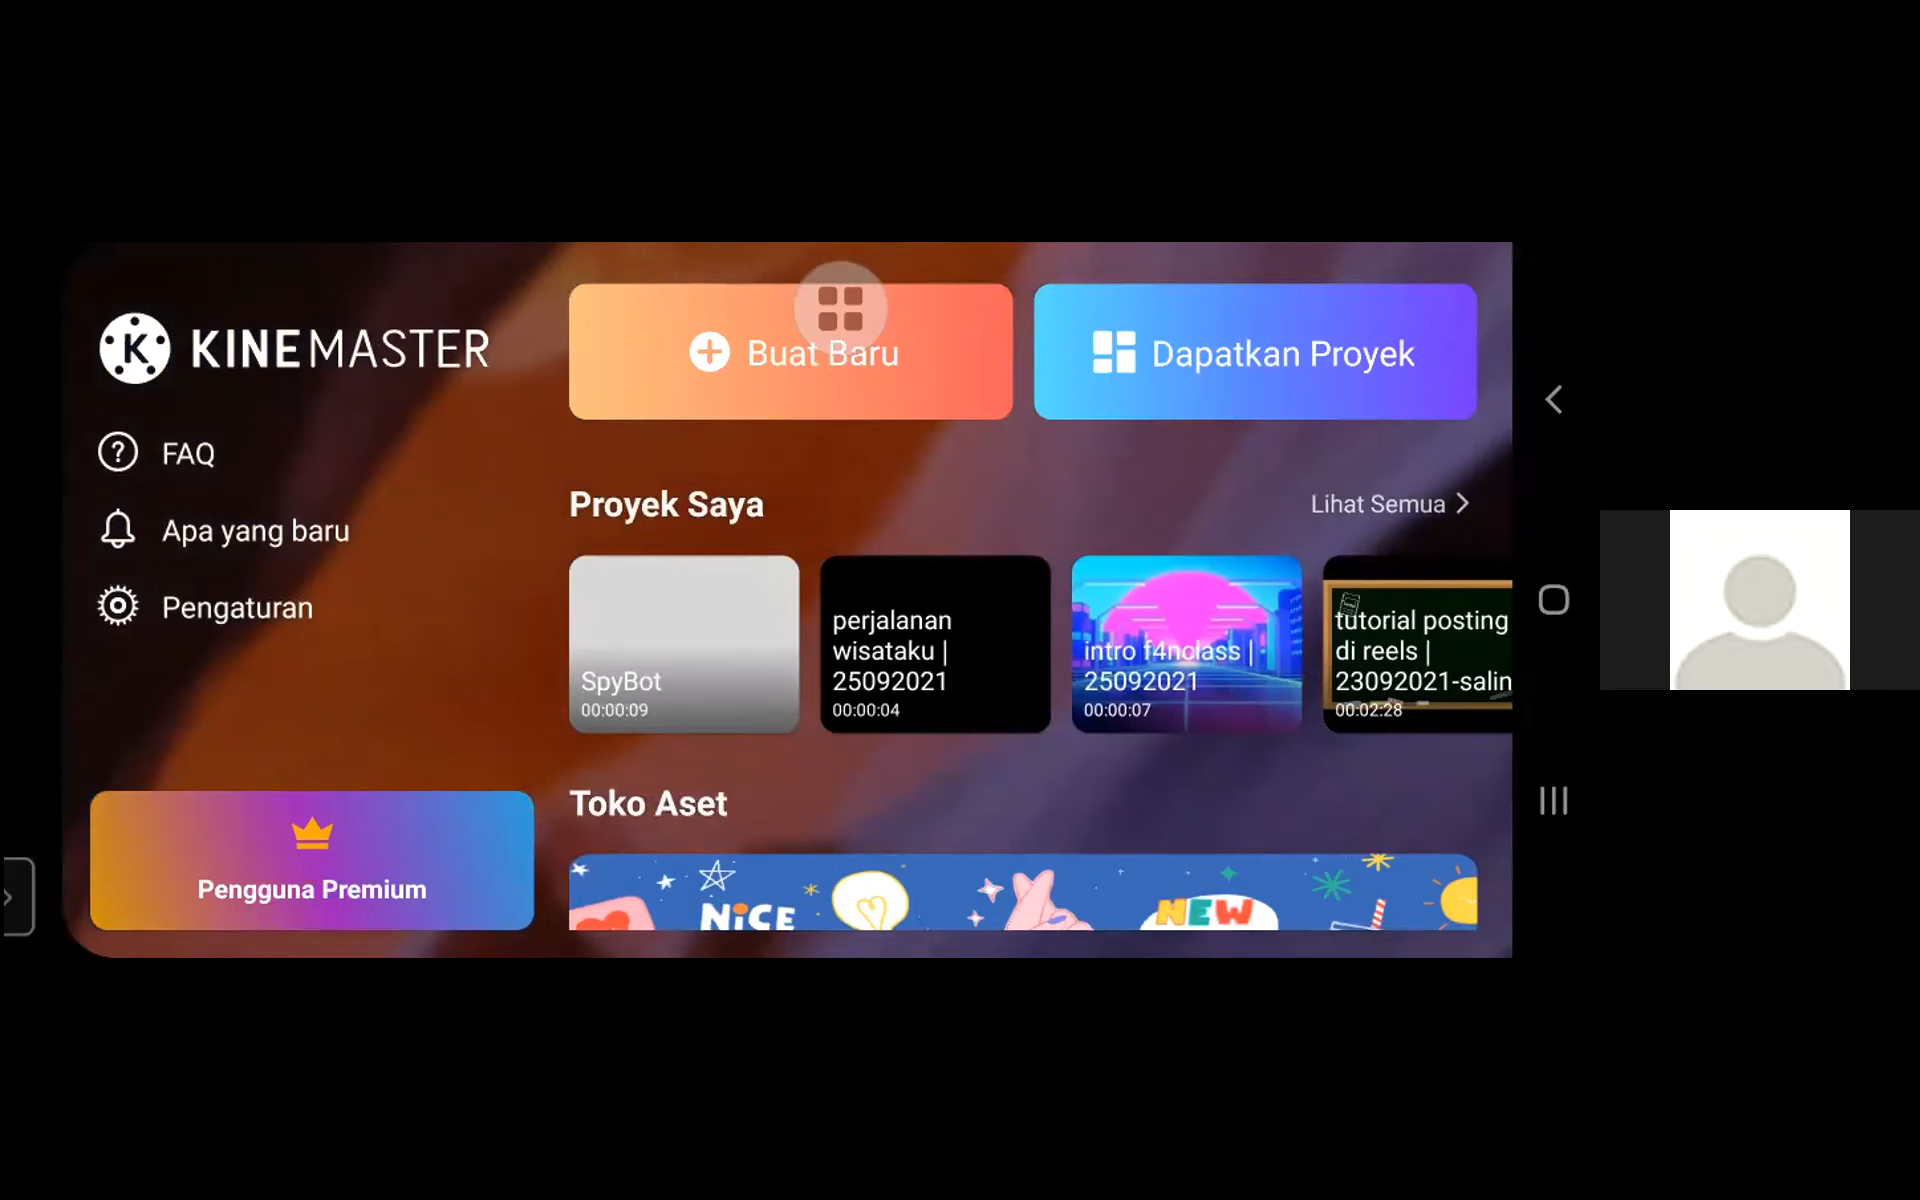 KINEMASTER
FAQ
Apa yang baru
Pengaturan
Pengguna Premium
Buat Baru
Dapatkan Proyek
Proyek Saya
Lihat Semua
SpyBot
00:00:09
perjalanan
wisataku |
25092021
00:00:04
intro f4nclass |
25092021
00:00:07
tutorial posting
di reels |
23092021-salin
00:02:28
Toko Aset
NiCE
NEW